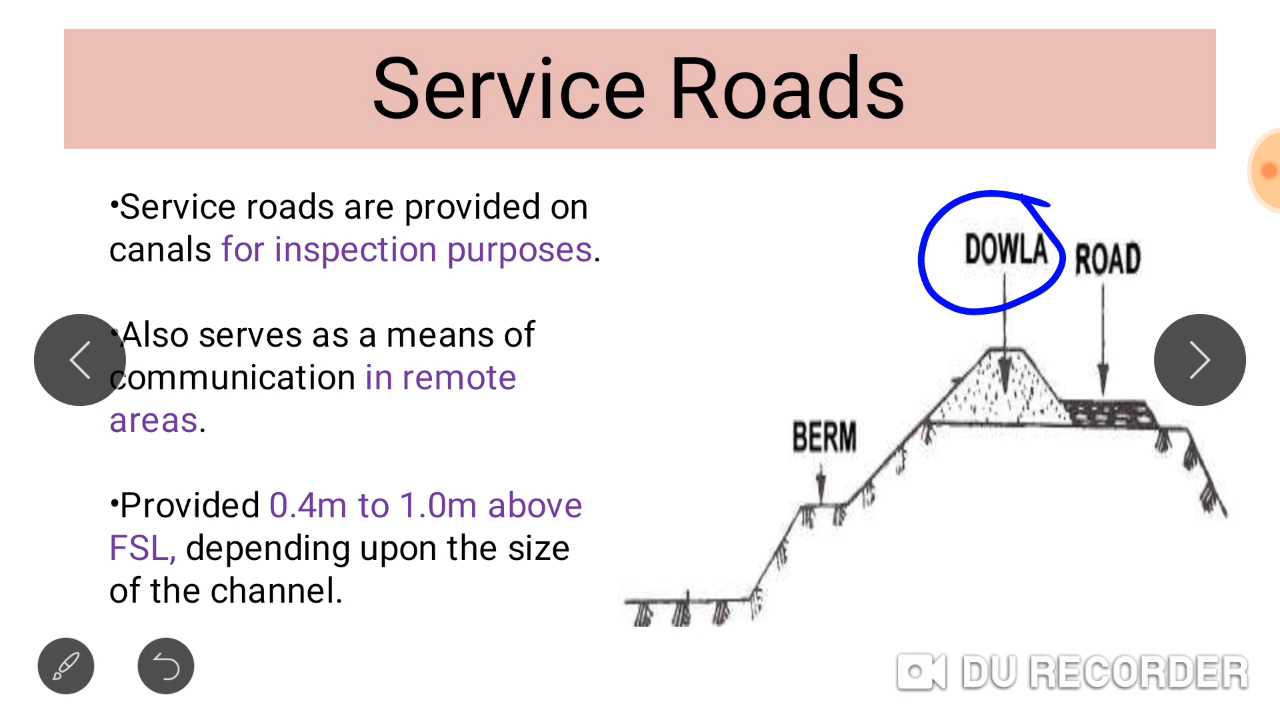 Service Roads
•Service roads are provided on
canals for inspection purposes.
•Also serves as a means of
communication in remote
areas.
•Provided 0.4m to 1.0m above
FSL, depending upon the size
of the channel.
DOWLA
ROAD
BERM
DU RECORDER